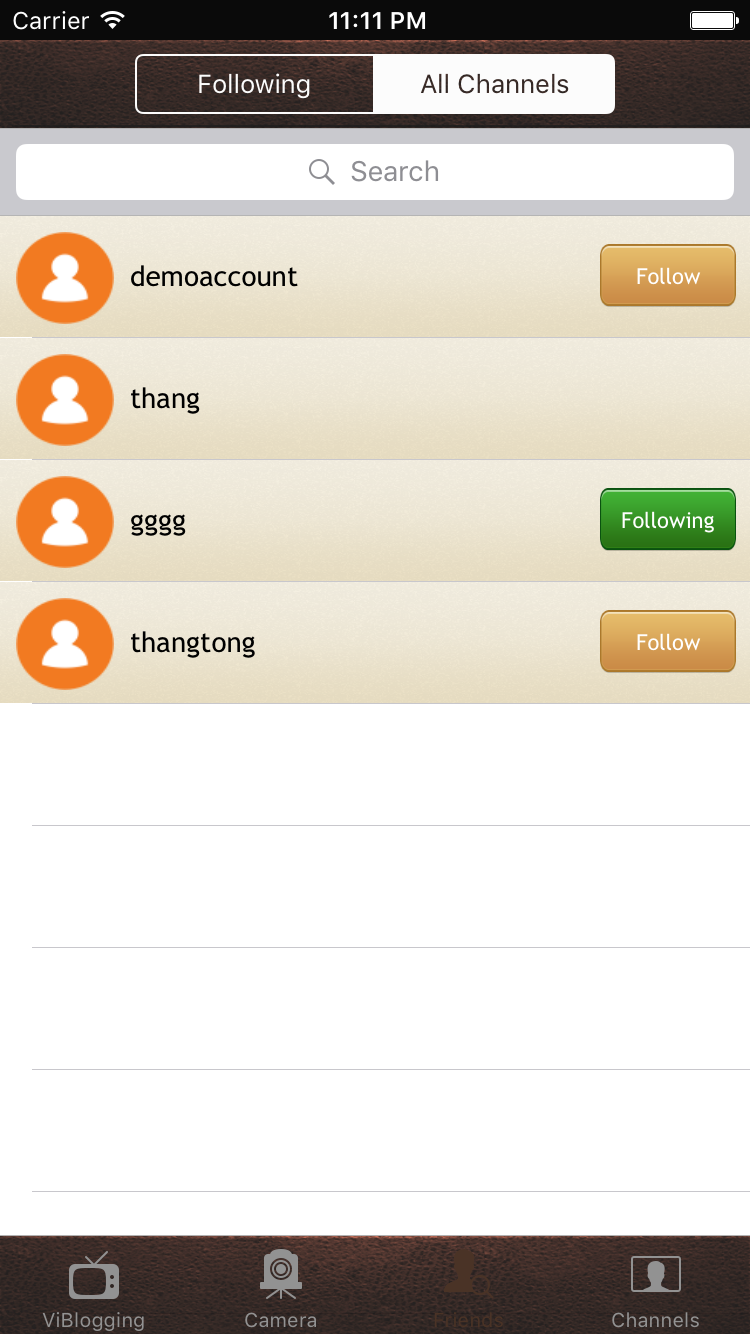 Carrier 11:11 PM
Following All Channels
Search
demoaccount Follow
thang
gggg Following
thangtong Follow
ViBlogging Camera Friends Channels